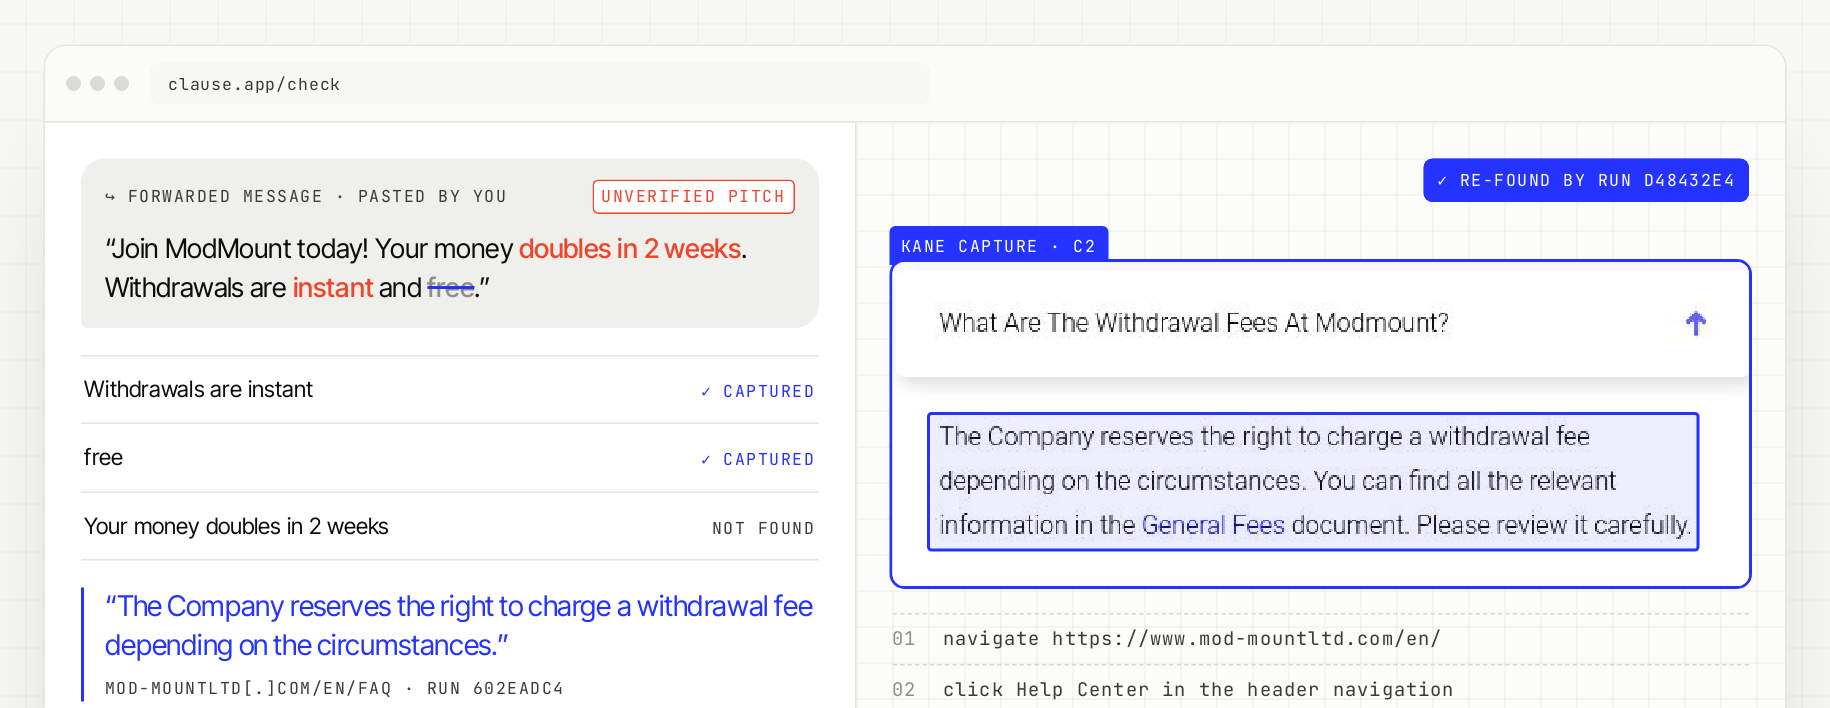 clause.app/check
↪ FORWARDED MESSAGE · PASTED BY YOU
UNVERIFIED PITCH
“Join ModMount today! Your money doubles in 2 weeks.
Withdrawals are instant and free.”
Withdrawals are instant
✓ CAPTURED
free
✓ CAPTURED
Your money doubles in 2 weeks
NOT FOUND
“The Company reserves the right to charge a withdrawal fee
depending on the circumstances.”
MOD-MOUNTLTD[.]COM/EN/FAQ · RUN 602EADC4
✓ RE-FOUND BY RUN D48432E4
KANE CAPTURE · C2
What Are The Withdrawal Fees At Modmount?
The Company reserves the right to charge a withdrawal fee
depending on the circumstances. You can find all the relevant
information in the General Fees document. Please review it carefully.
01 navigate https://www.mod-mountltd.com/en/
02 click Help Center in the header navigation